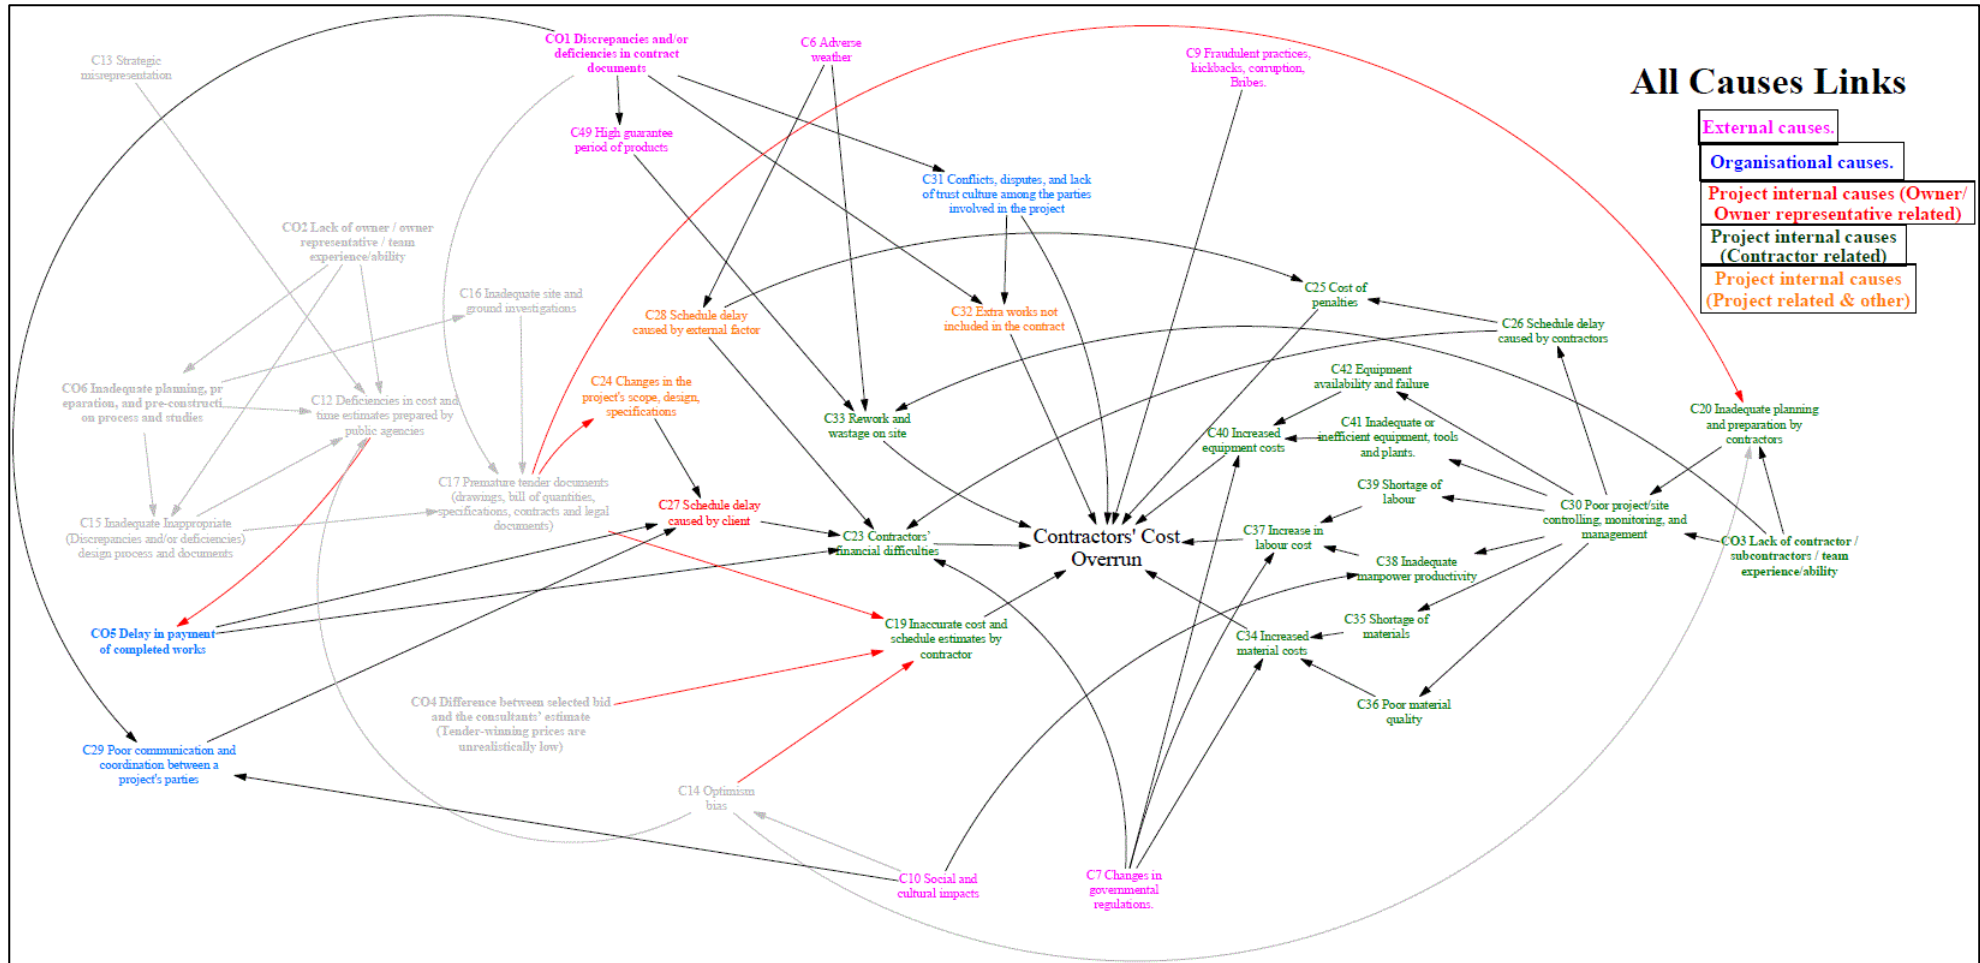 CO1 Discrepancies and/or
deficiencies in contract
documents
C6 Adverse
weather
C9 Fraudulent practices,
kickbacks, corruption,
Bribes.
C13 Strategic
misrepresentation
All Causes Links
External causes.
Organisational causes.
Project internal causes (Owner/
Owner representative related)
Project internal causes
(Contractor related)
Project internal causes
(Project related & other)
C49 High guarantee
period of products
C31 Conflicts, disputes, and lack
of trust culture among the parties
involved in the project
CO2 Lack of owner / owner
representative / team
experience/ability
C16 Inadequate site and
ground investigations
C28 Schedule delay
caused by external factor
C32 Extra works not
included in the contract
C25 Cost of
penalties
C26 Schedule delay
caused by contractors
CO6 Inadequate planning, pr
eparation, and pre-constructi
on process and studies
C12 Deficiencies in cost and
time estimates prepared by
public agencies
C24 Changes in the
project's scope, design,
specifications
C42 Equipment
availability and failure
C33 Rework and
wastage on site
C40 Increased
equipment costs
C41 Inadequate or
inefficient equipment, tools
and plants.
C20 Inadequate planning
and preparation by
contractors
C17 Premature tender documents
(drawings, bill of quantities,
specifications, contracts and legal
documents)
C15 Inadequate Inappropriate
(Discrepancies and/or deficiencies)
design process and documents
C27 Schedule delay
caused by client
C23 Contractors'
financial difficulties
Contractors' Cost
Overrun
C39 Shortage of
labour
C37 Increase in
labour cost
C30 Poor project/site
controlling, monitoring, and
management
CO3 Lack of contractor /
subcontractors / team
experience/ability
C38 Inadequate
manpower productivity
CO5 Delay in payment
of completed works
C19 Inaccurate cost and
schedule estimates by
contractor
C34 Increased
material costs
C35 Shortage of
materials
CO4 Difference between selected bid
and the consultants' estimate
(Tender-winning prices are
unrealistically low)
C36 Poor material
quality
C29 Poor communication and
coordination between a
project's parties
C14 Optimism
bias
C10 Social and
cultural impacts
C7 Changes in
governmental
regulations.